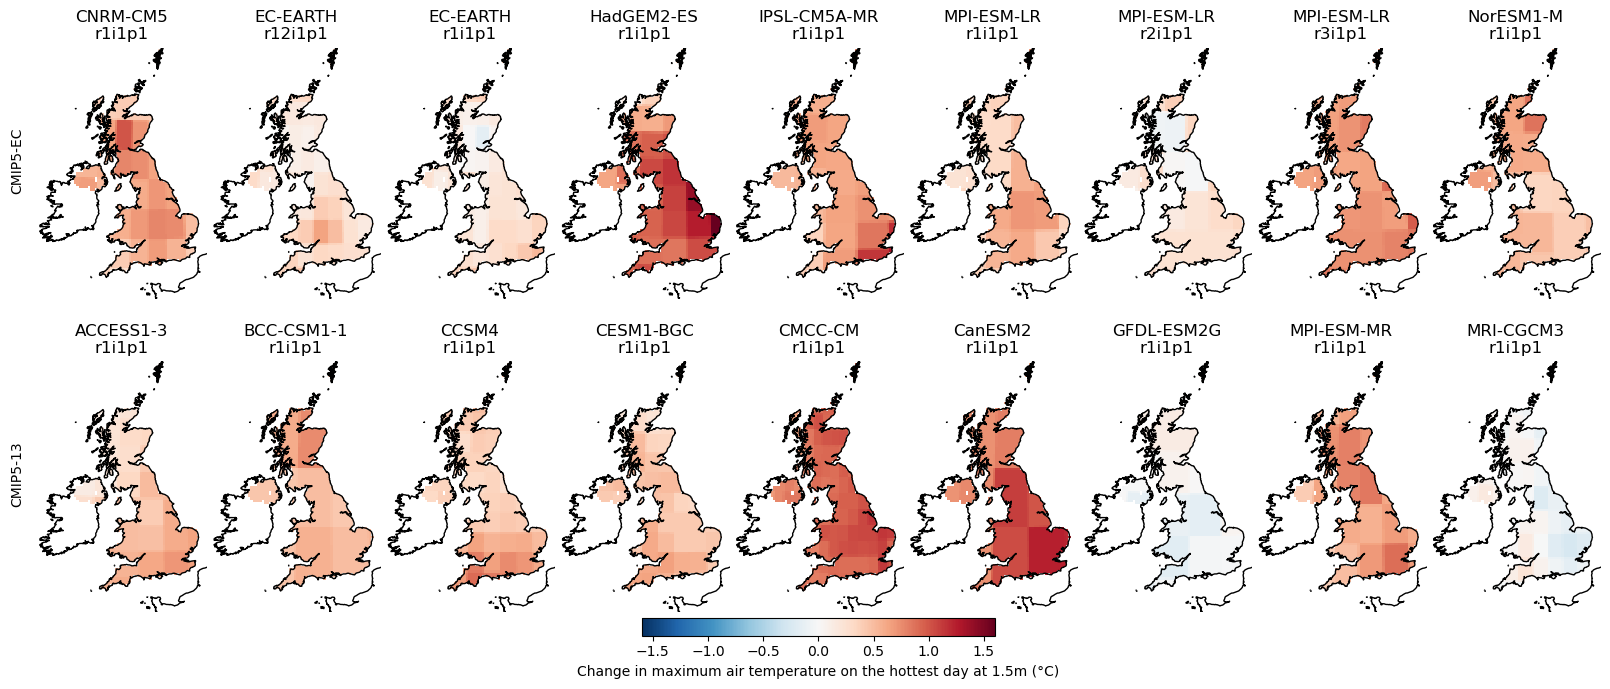 CNRM-CM5
r1i1p1
EC-EARTH
r12i1p1
EC-EARTH
r1i1p1
HadGEM2-ES
r1i1p1
IPSL-CM5A-MR
r1i1p1
MPI-ESM-LR
r1i1p1
MPI-ESM-LR
r2i1p1
MPI-ESM-LR
r3i1p1
NorESM1-M
r1i1p1
CMIP5-EC
ACCESS1-3
r1i1p1
BCC-CSM1-1
r1i1p1
CCSM4
r1i1p1
CESM1-BGC
r1i1p1
CMCC-CM
r1i1p1
CanESM2
r1i1p1
GFDL-ESM2G
r1i1p1
MPI-ESM-MR
r1i1p1
MRI-CGCM3
r1i1p1
CMIP5-13
−1.5 −1.0 −0.5 0.0 0.5 1.0 1.5
Change in maximum air temperature on the hottest day at 1.5m (°C)